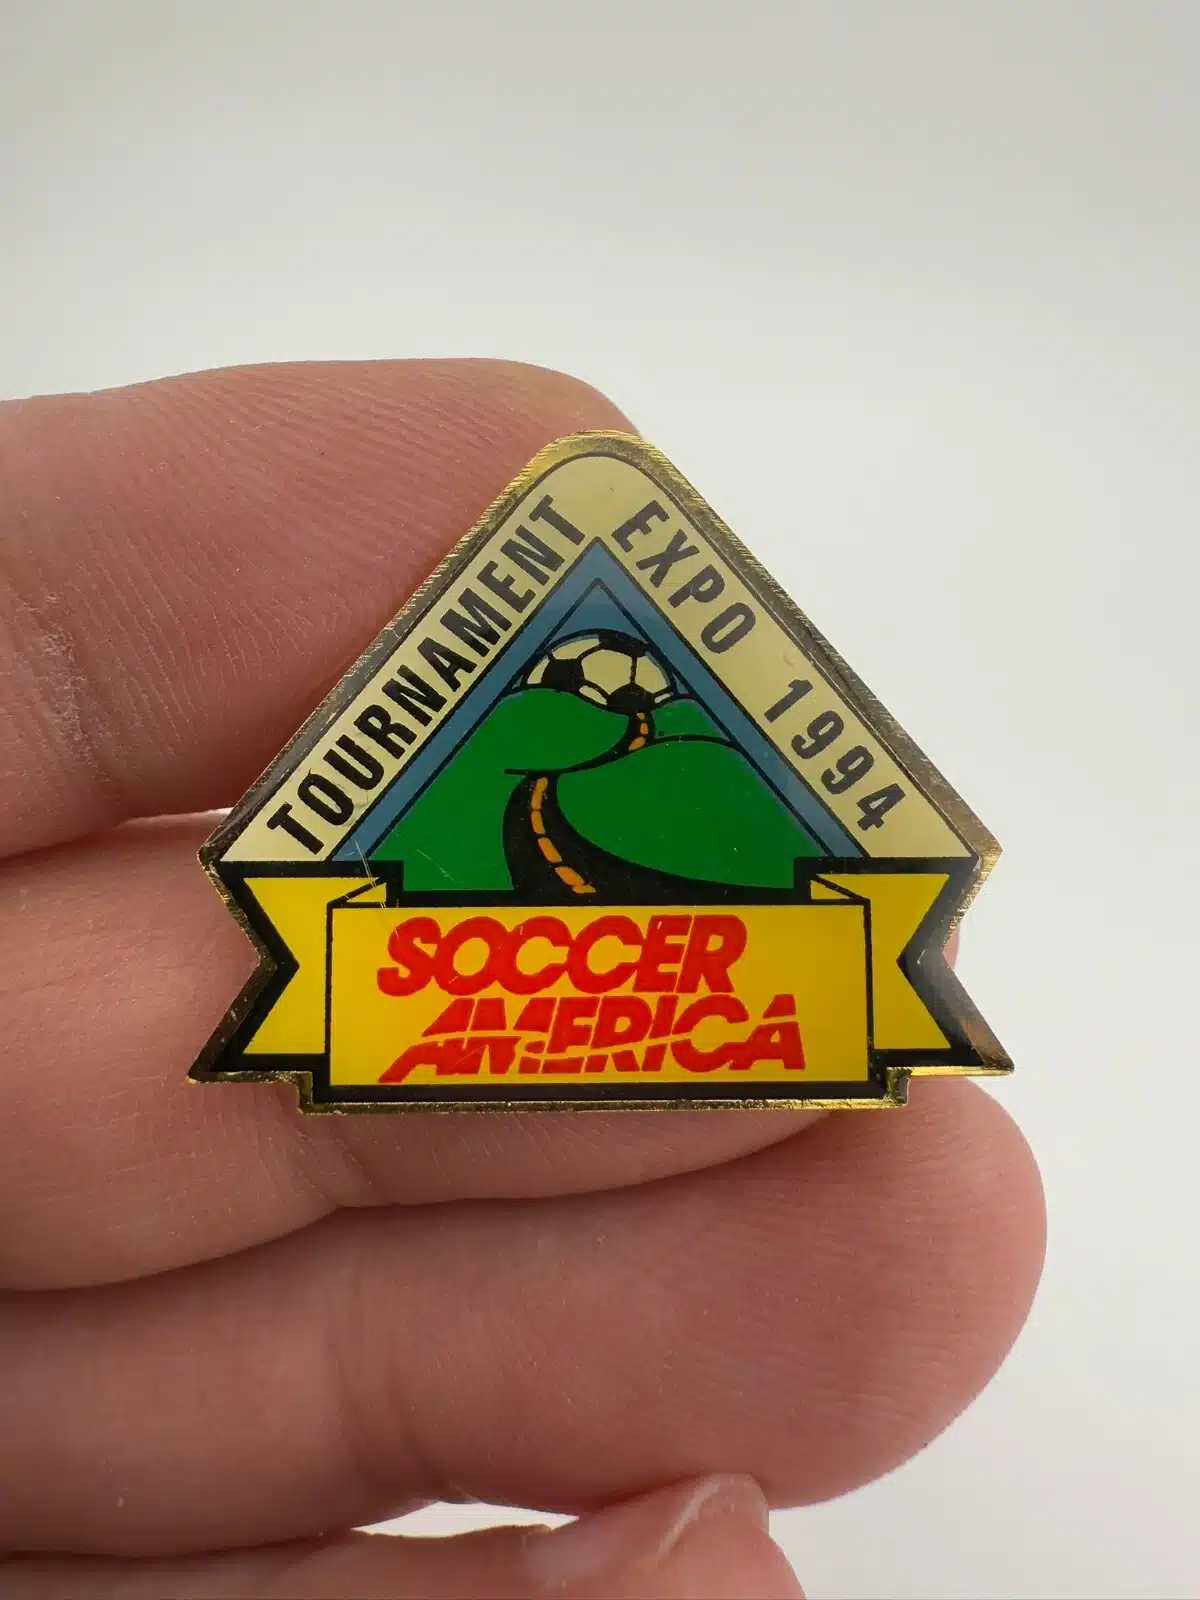 TOURNAMENT EXPO 1994
SOCCER
AMERICA